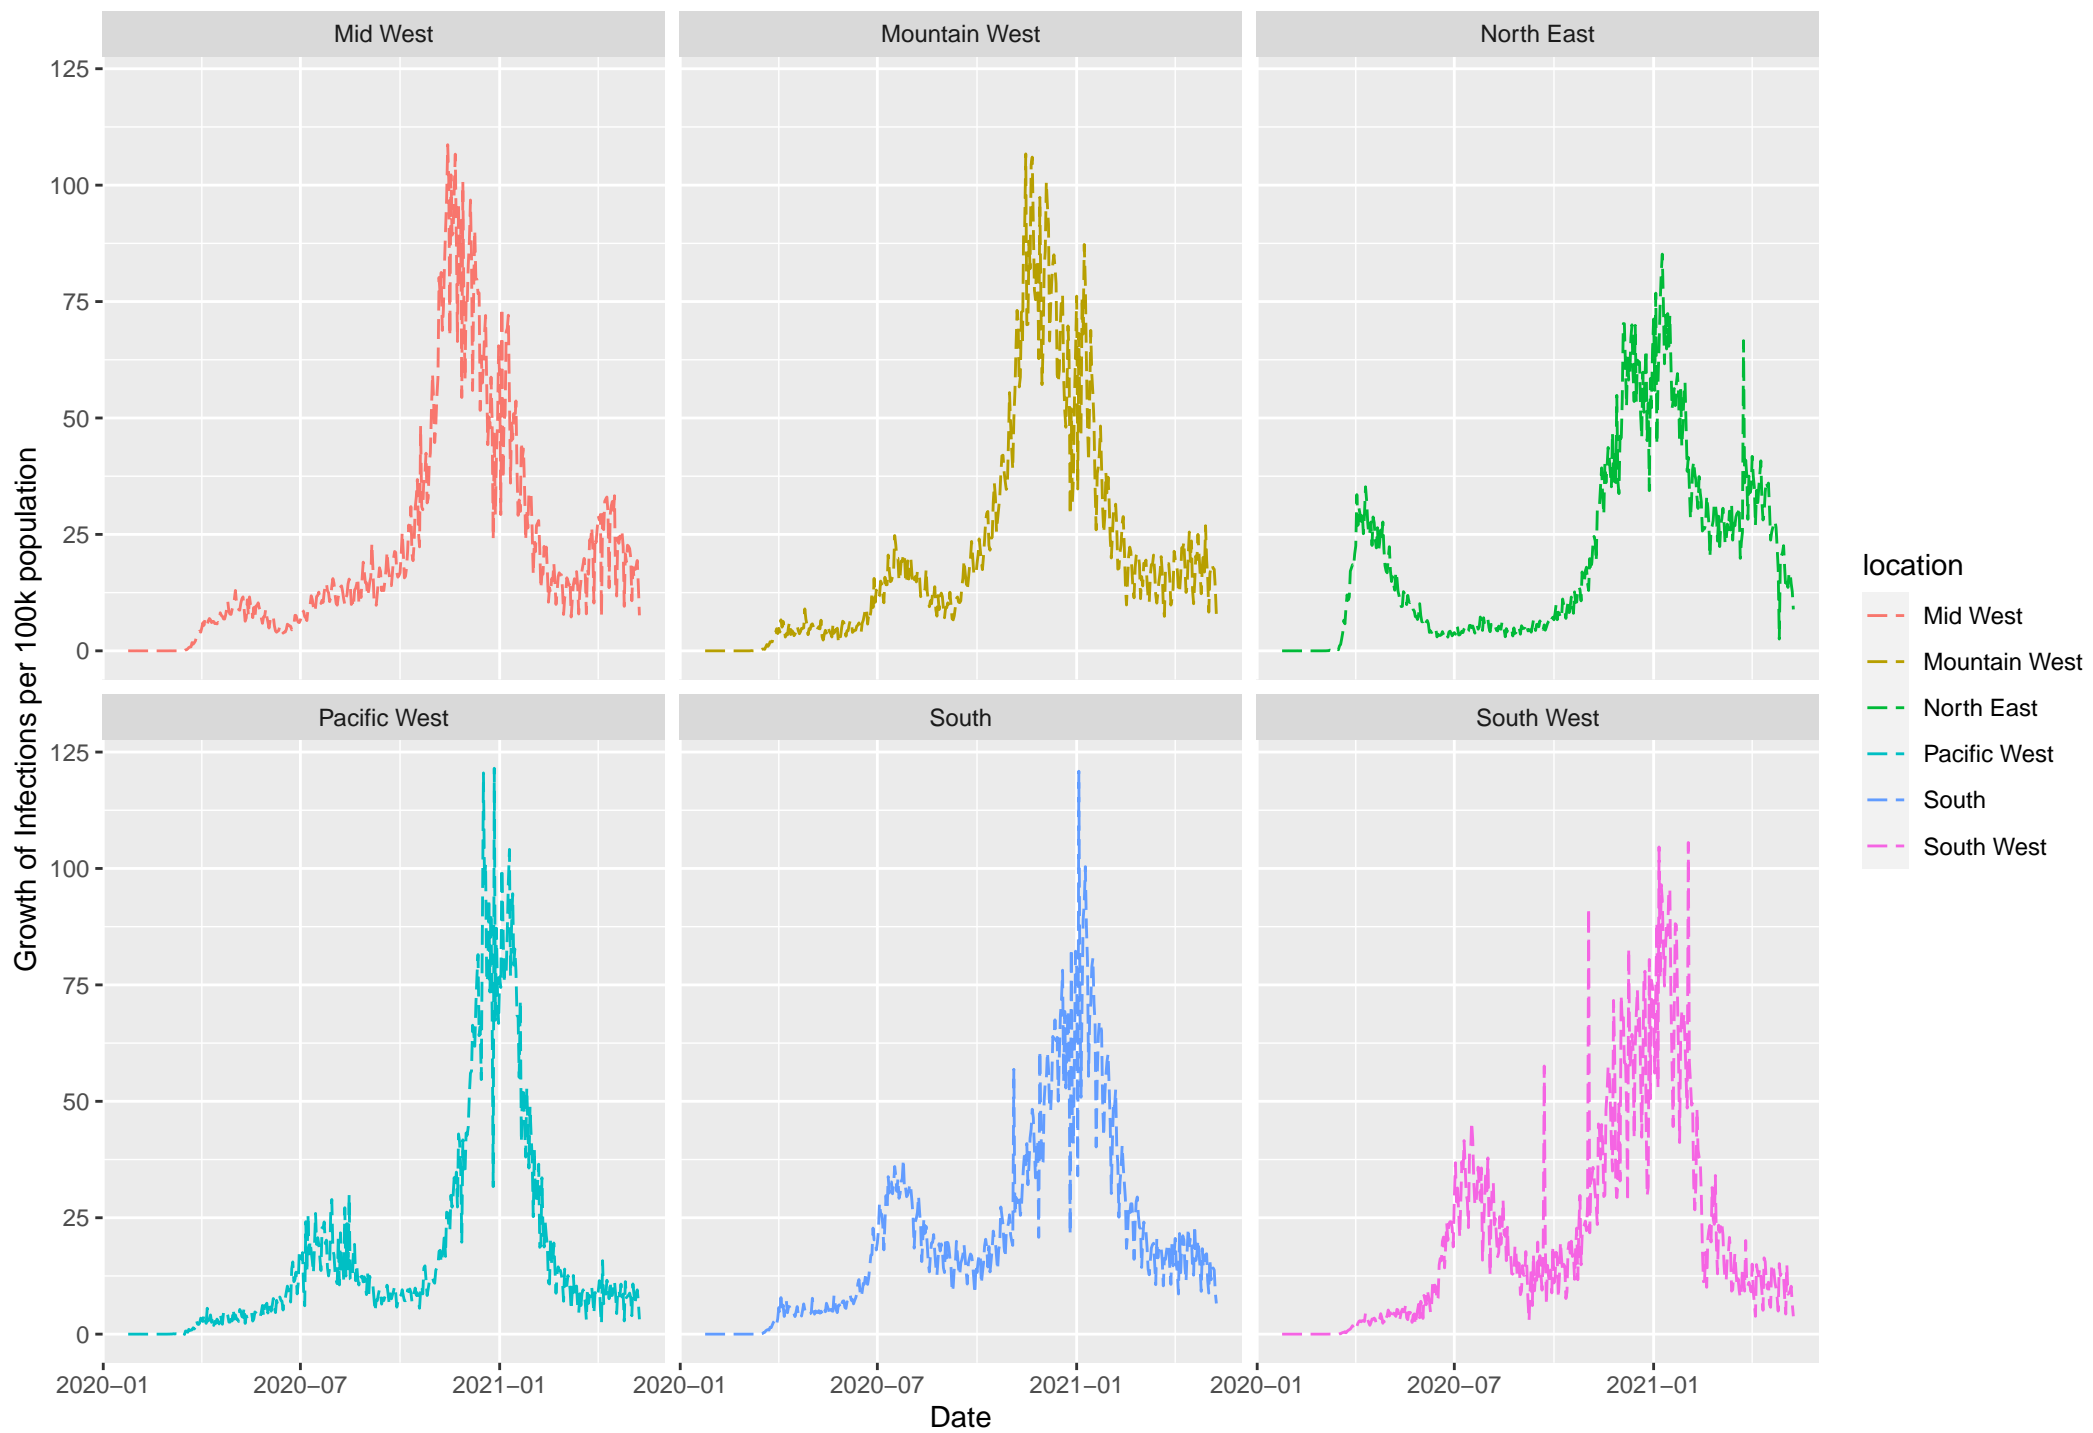 Mid West
Mountain West
North East
125
100
75
50
25
0
Pacific West
South
South West
125
100
75
50
25
0
2020–01
2020–07
2021–01
2020–01
2020–07
2021–01
2020–01
2020–07
2021–01
Date
Growth of Infections per 100k population
location
Mid West
Mountain West
North East
Pacific West
South
South West